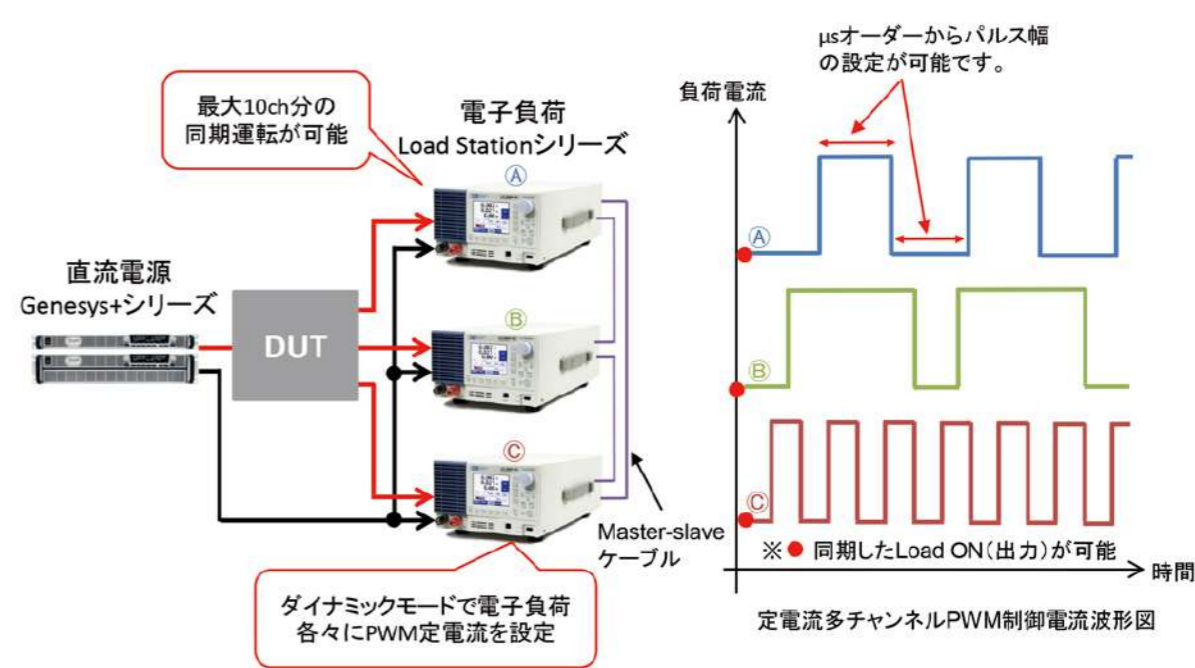 最大10ch分の
同期運転が可能
電子負荷
Load Stationシリーズ
直流電源
Genesys+シリーズ
DUT
Ⓐ
Ⓑ
Ⓒ
Master-slave
ケーブル
ダイナミックモードで電子負荷
各々にPWM定電流を設定
μsオーダーからパルス幅
の設定が可能です。
負荷電流
Ⓐ
Ⓑ
Ⓒ
※● 同期したLoad ON(出力)が可能
時間
定電流多チャンネルPWM制御電流波形図